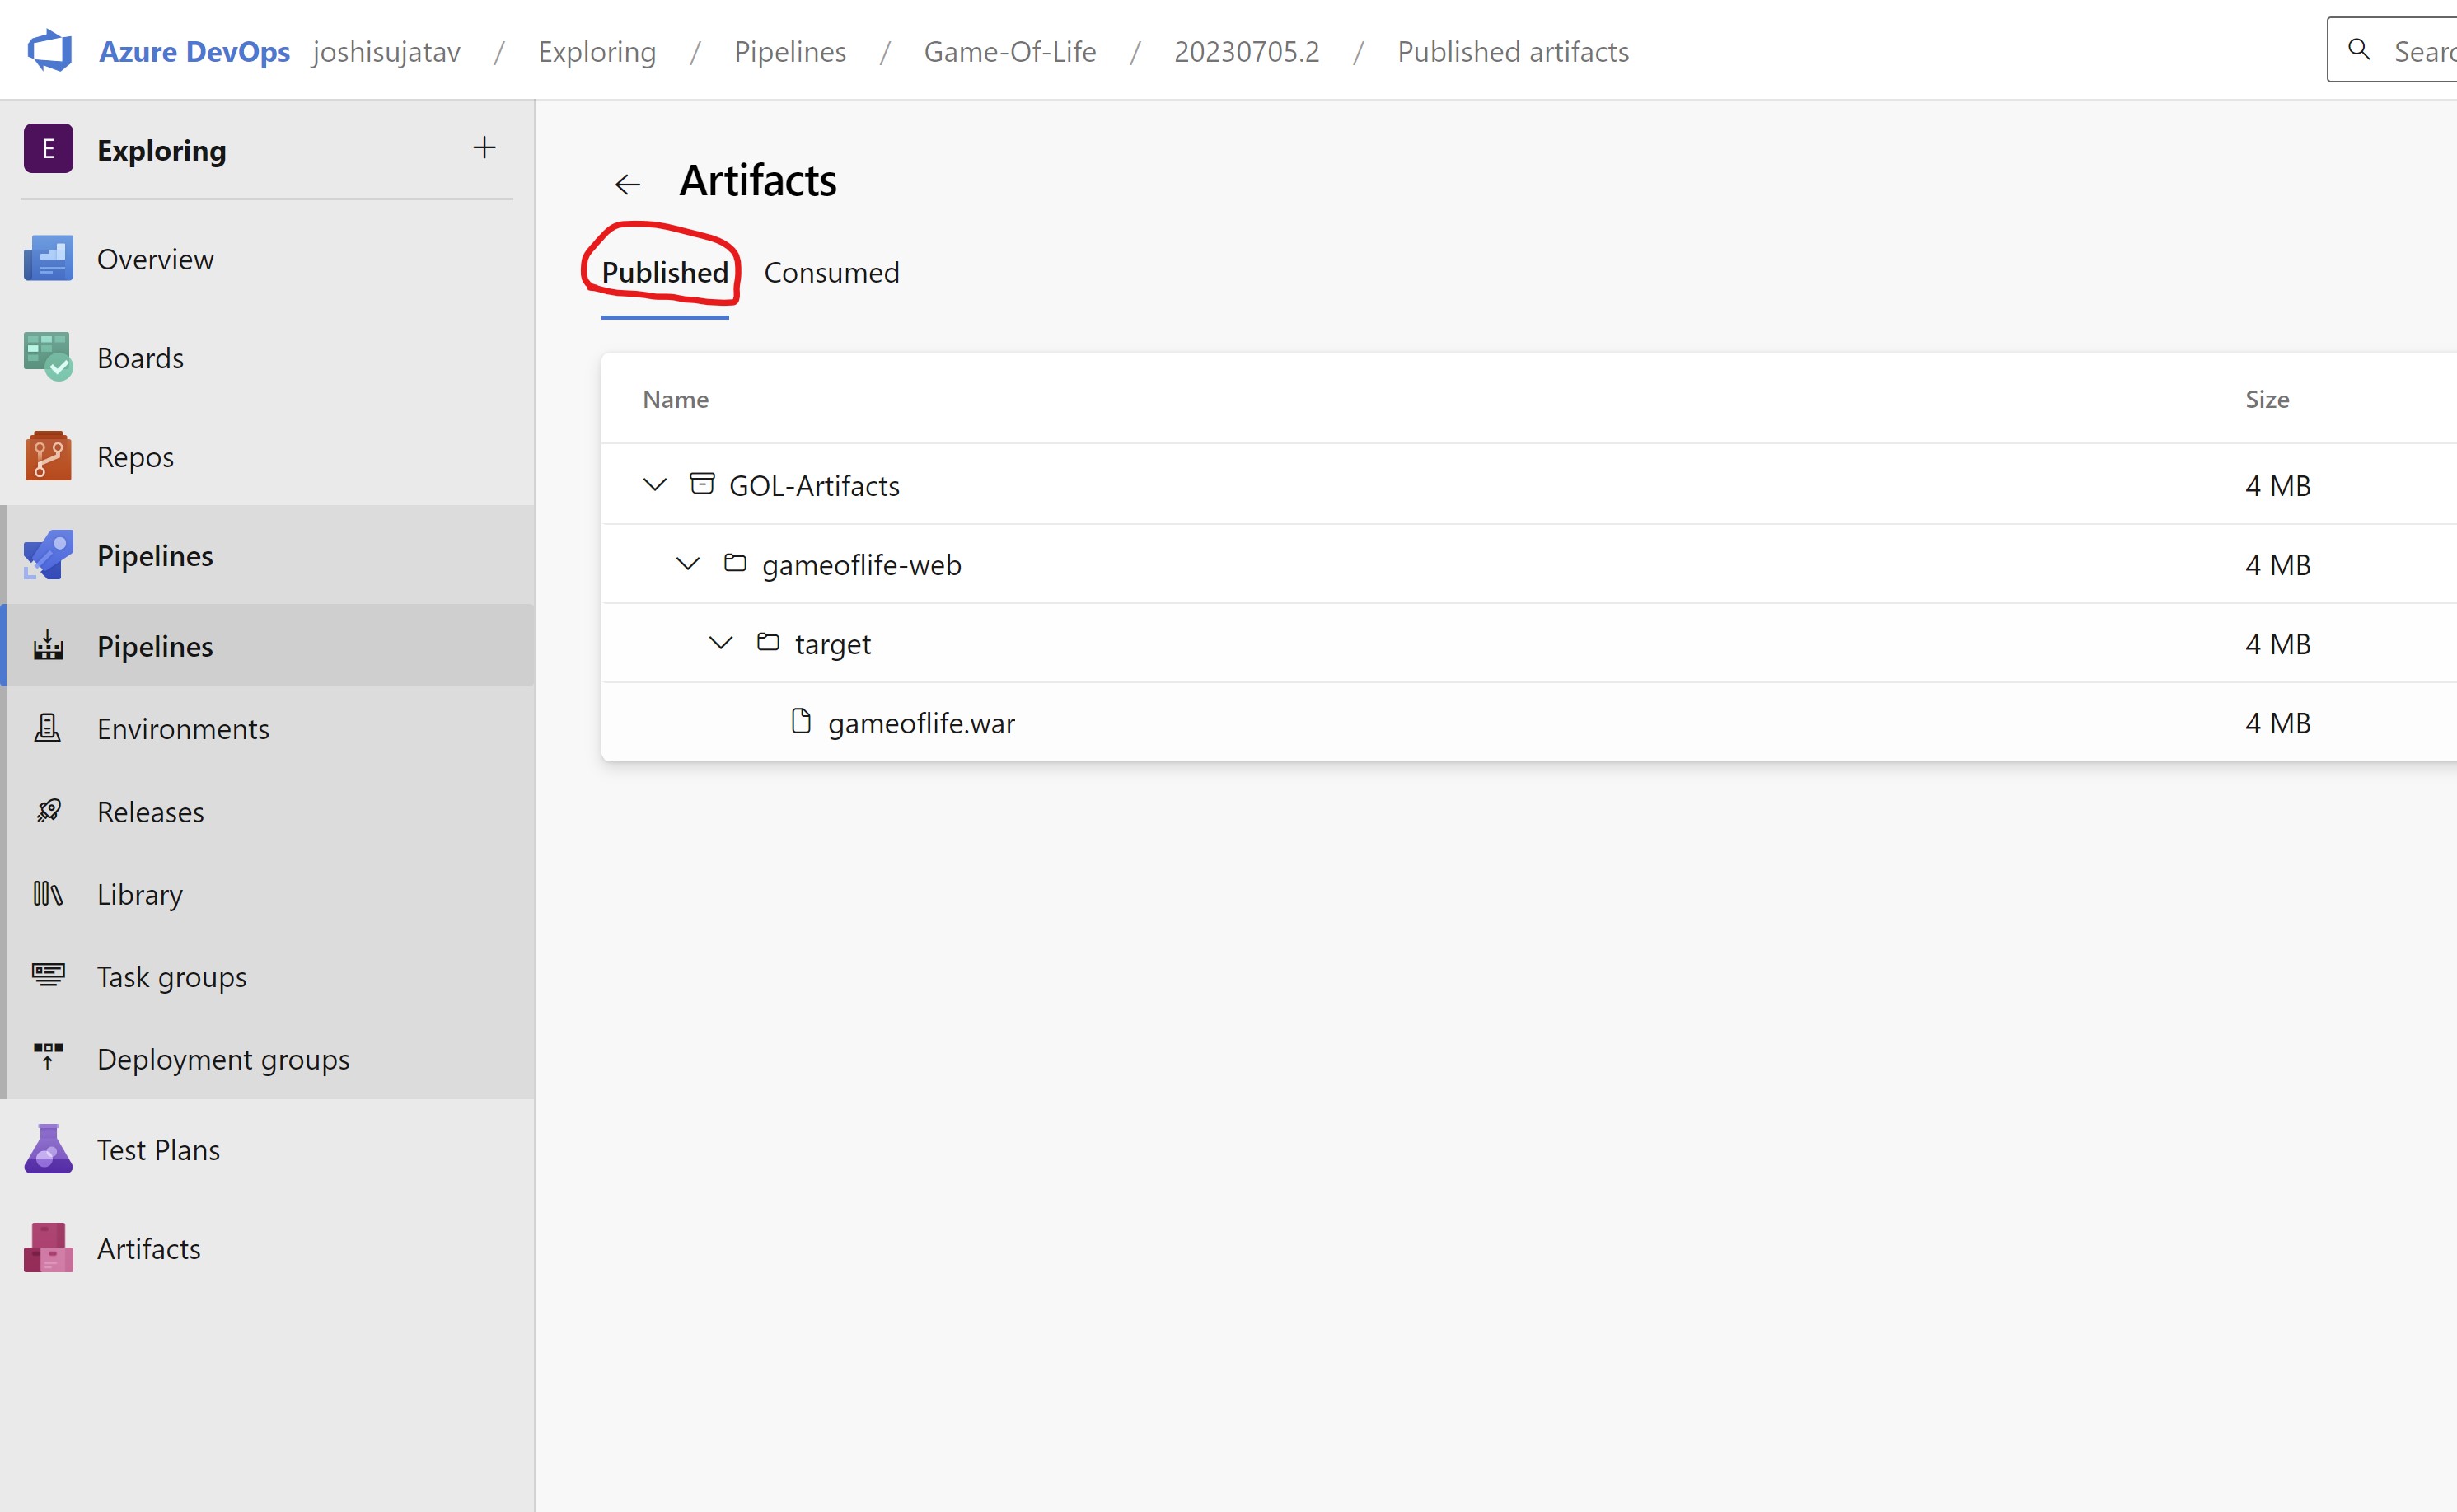 Azure DevOps joshisujatav / Exploring / Pipelines / Game-Of-Life / 20230705.2 / Published artifacts
Searc
E Exploring
Overview
Boards
Repos
Pipelines
Pipelines
Environments
Releases
Library
Task groups
Deployment groups
Test Plans
Artifacts
Artifacts
Published Consumed
Name Size
GOL-Artifacts 4 MB
gameoflife-web 4 MB
target 4 MB
gameoflife.war 4 MB